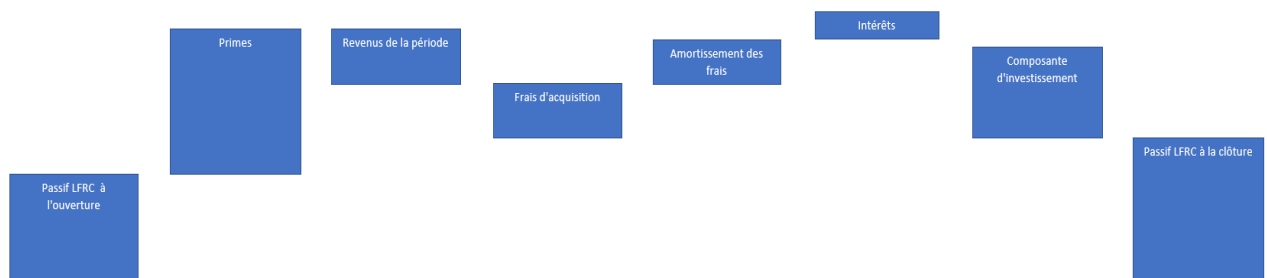 Primes
Revenus de la période
Frais d'acquisition
Amortissement des
frais
Intérêts
Composante
d'investissement
Passif LFRC à la clôture
Passif LFRC à
l'ouverture